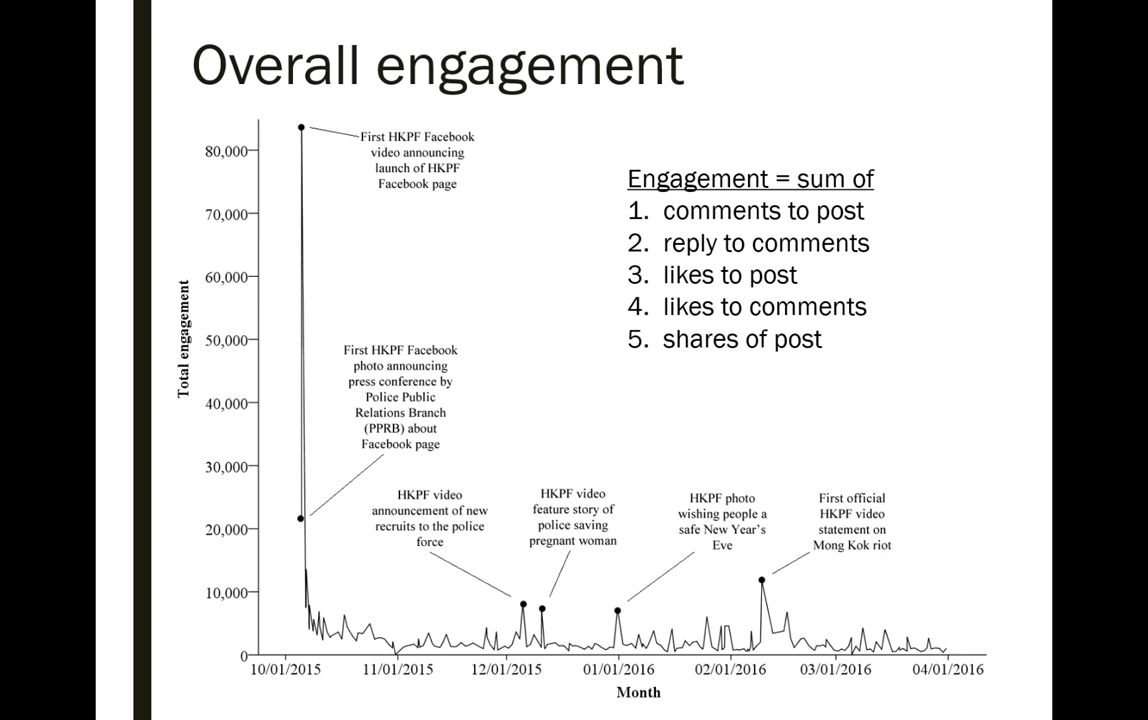 Overall engagement
First HKPF Facebook
video announcing
launch of HKPF
Facebook page
Engagement = sum of
1. comments to post
2. reply to comments
3. likes to post
4. likes to comments
5. shares of post
First HKPF Facebook
photo announcing
press conference by
Police Public
Relations Branch
(PPRB) about
Facebook page
HKPF video
announcement of new
recruits to the police
force
HKPF video
feature story of
police saving
pregnant woman
HKPF photo
wishing people a
safe New Year's
Eve
First official
HKPF video
statement on
Mong Kok riot
Total engagement
80,000
70,000
60,000
50,000
40,000
30,000
20,000
10,000
0
10/01/2015 11/01/2015 12/01/2015 01/01/2016 02/01/2016 03/01/2016 04/01/2016
Month